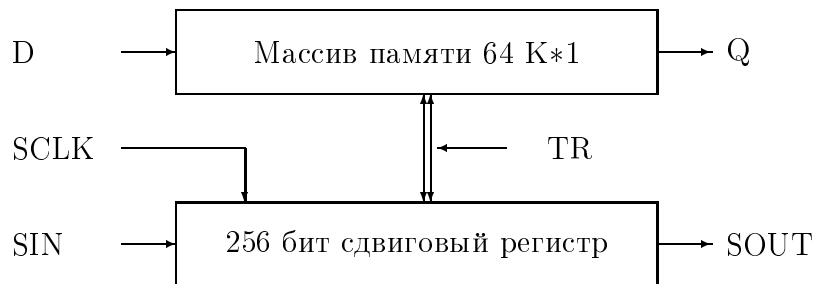 D Массив памяти 64 К*1 Q
SCLK TR
SIN 256 бит сдвиговый регистр SOUT